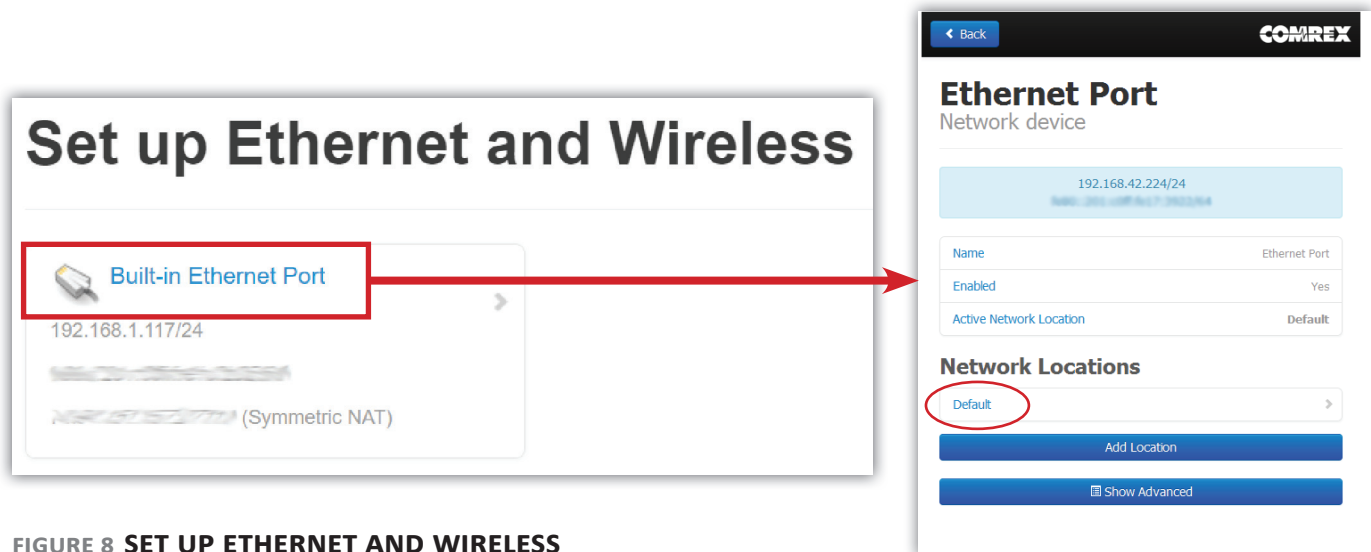 Set up Ethernet and Wireless
Built-in Ethernet Port
192.168.1.117/24
(Symmetric NAT)
Back
COMREX
Ethernet Port
Network device
192.168.42.224/24
Name Ethernet Port
Enabled Yes
Active Network Location Default
Network Locations
Default
Add Location
Show Advanced
FIGURE 8 SET UP ETHERNET AND WIRELESS